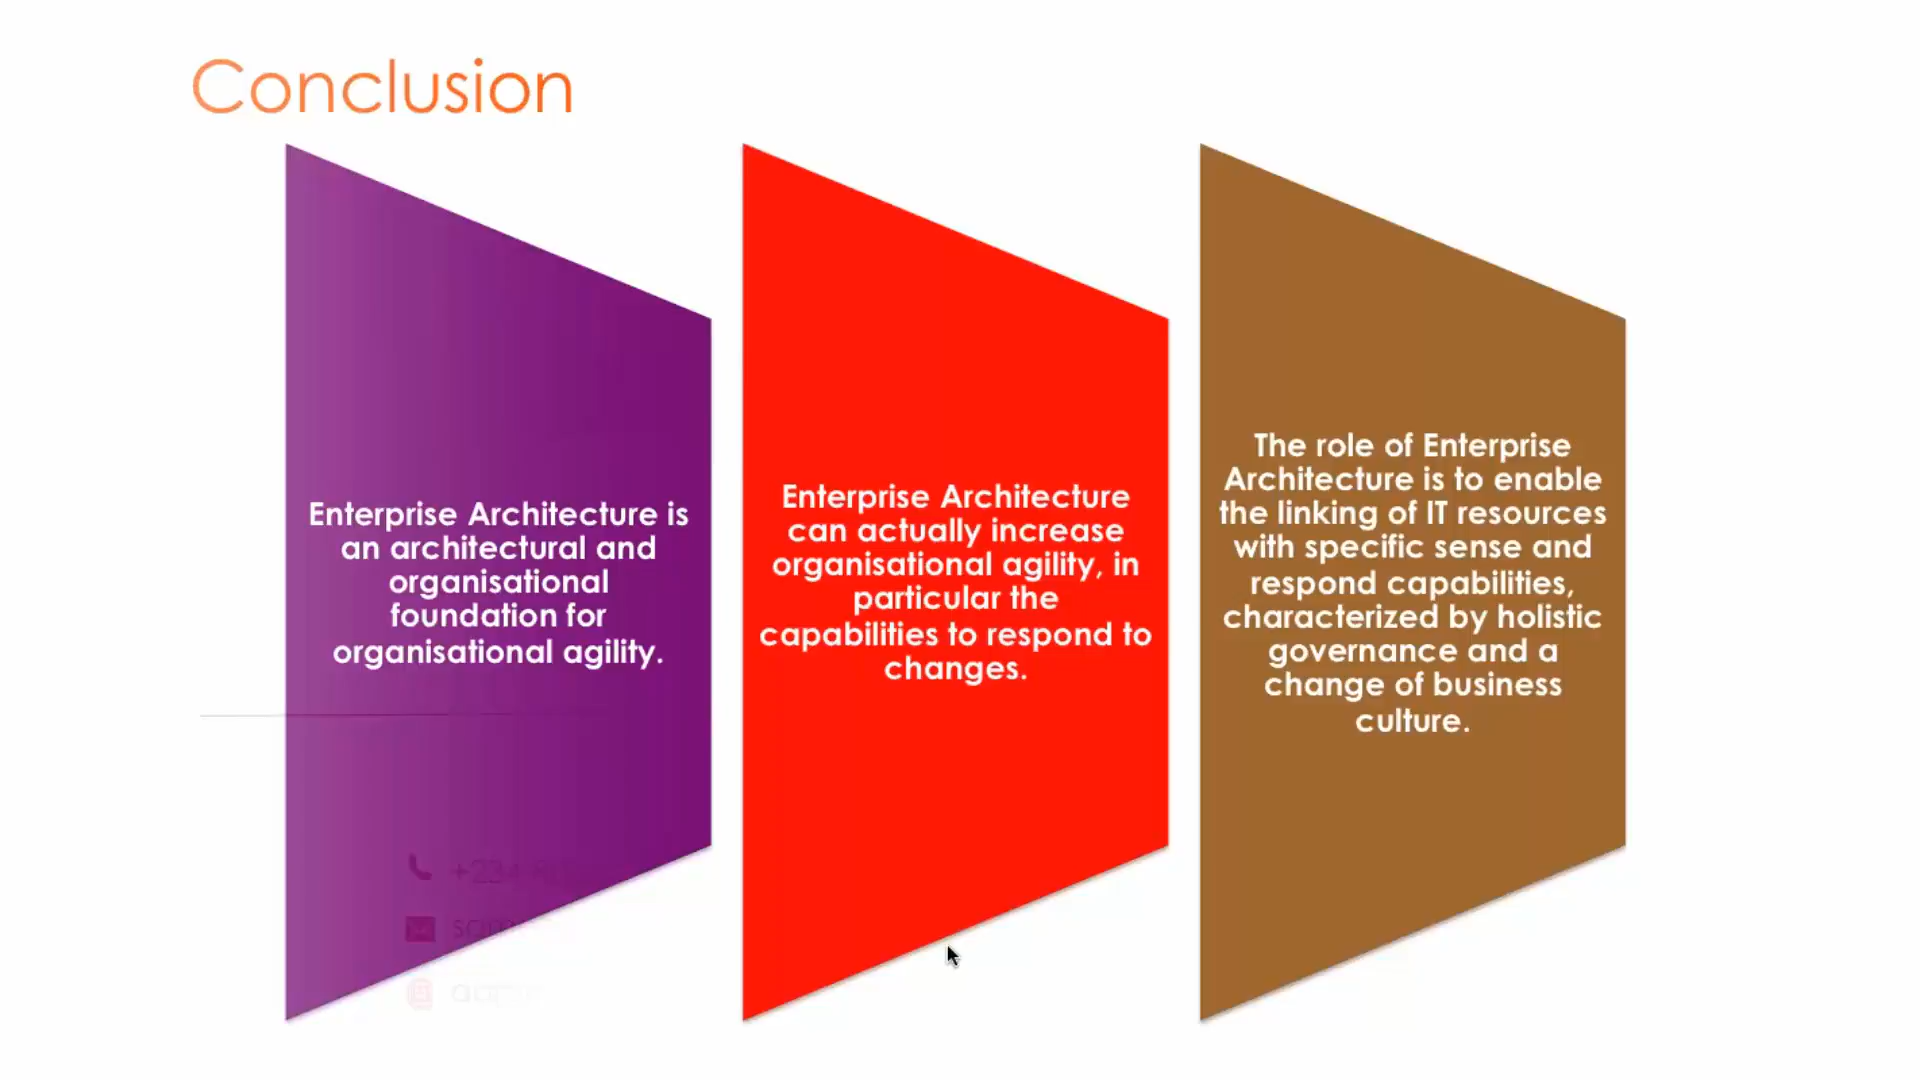 Conclusion
Enterprise Architecture is
an architectural and
organisational
foundation for
organisational agility.
Enterprise Architecture
can actually increase
organisational agility, in
particular the
capabilities to respond to
changes.
The role of Enterprise
Architecture is to enable
the linking of IT resources
with specific sense and
respond capabilities,
characterized by holistic
governance and a
change of business
culture.